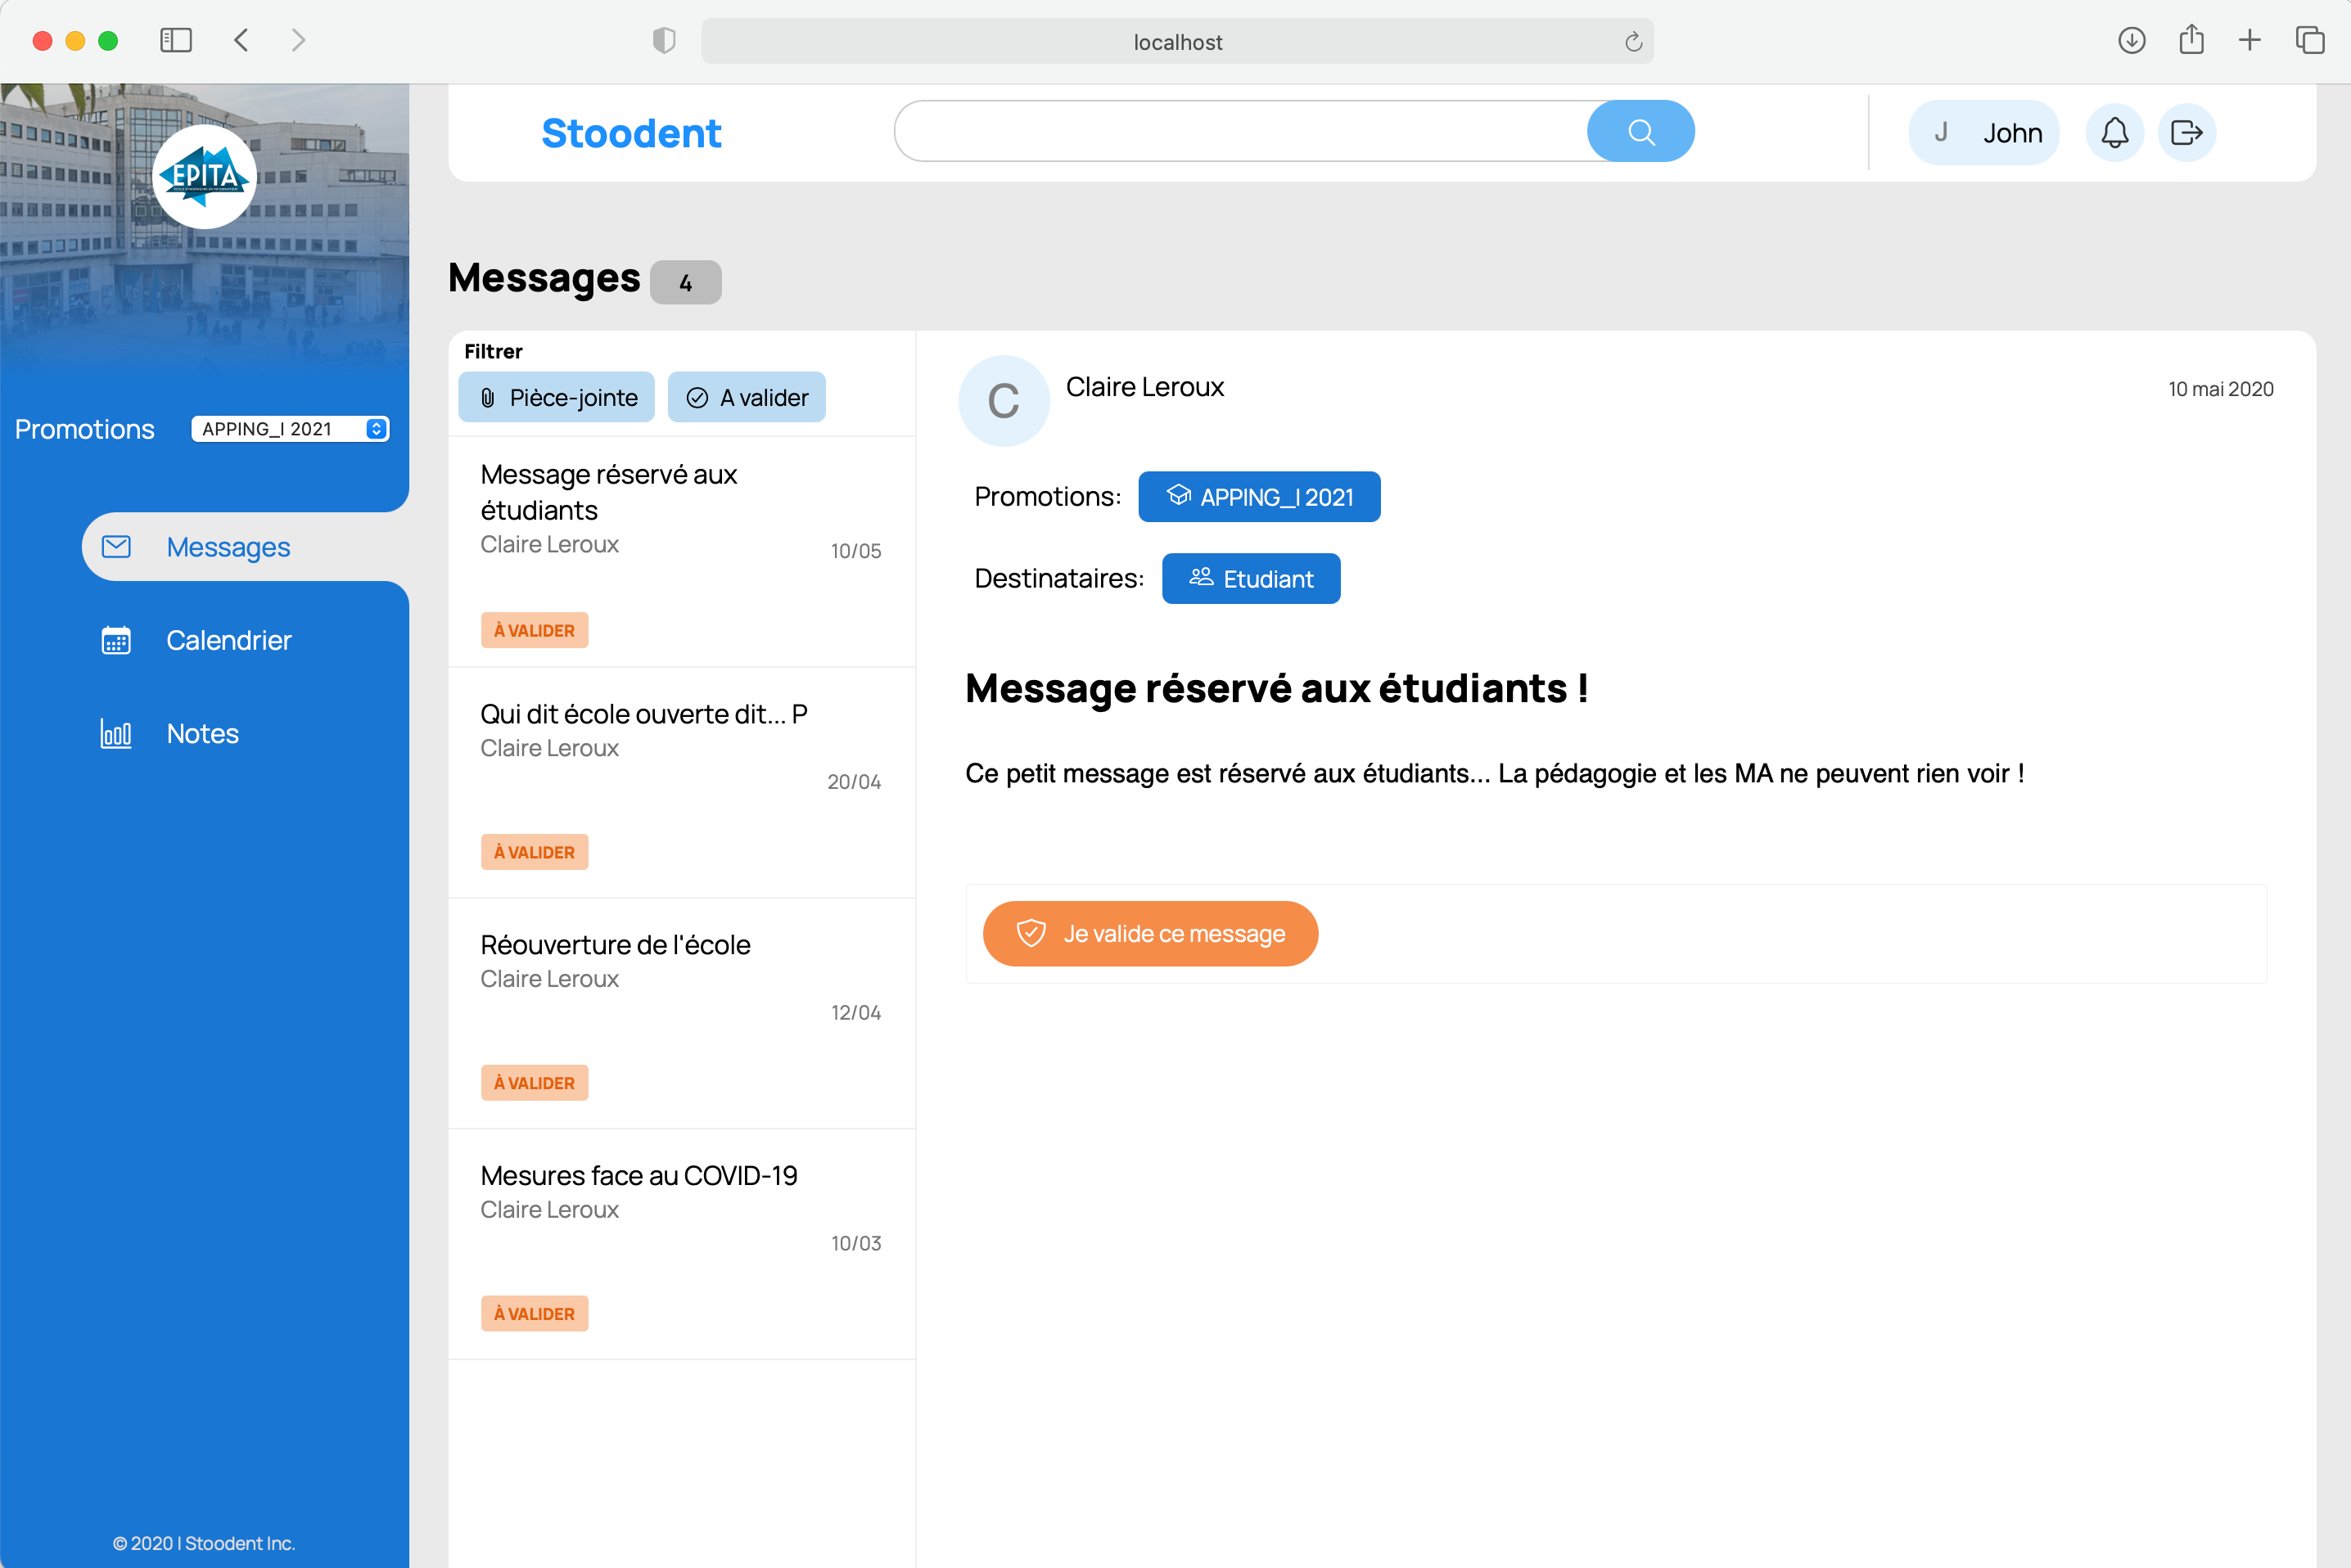 localhost
EPITA
Stoodent
J John
Messages 4
Promotions APPING_I 2021
Messages
Calendrier
Notes
© 2020 | Stoodent Inc.
Filtrer
Pièce-jointe A valider
Message réservé aux
étudiants
Claire Leroux
10/05
À VALIDER
Qui dit école ouverte dit... P
Claire Leroux
20/04
À VALIDER
Réouverture de l'école
Claire Leroux
12/04
À VALIDER
Mesures face au COVID-19
Claire Leroux
10/03
À VALIDER
C Claire Leroux
10 mai 2020
Promotions: APPING_I 2021
Destinataires: Etudiant
Message réservé aux étudiants !
Ce petit message est réservé aux étudiants... La pédagogie et les MA ne peuvent rien voir !
Je valide ce message